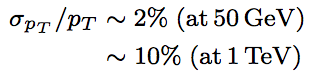 σ_{p_T}/p_T ∼ 2% (at 50 GeV)
∼ 10% (at 1 TeV)